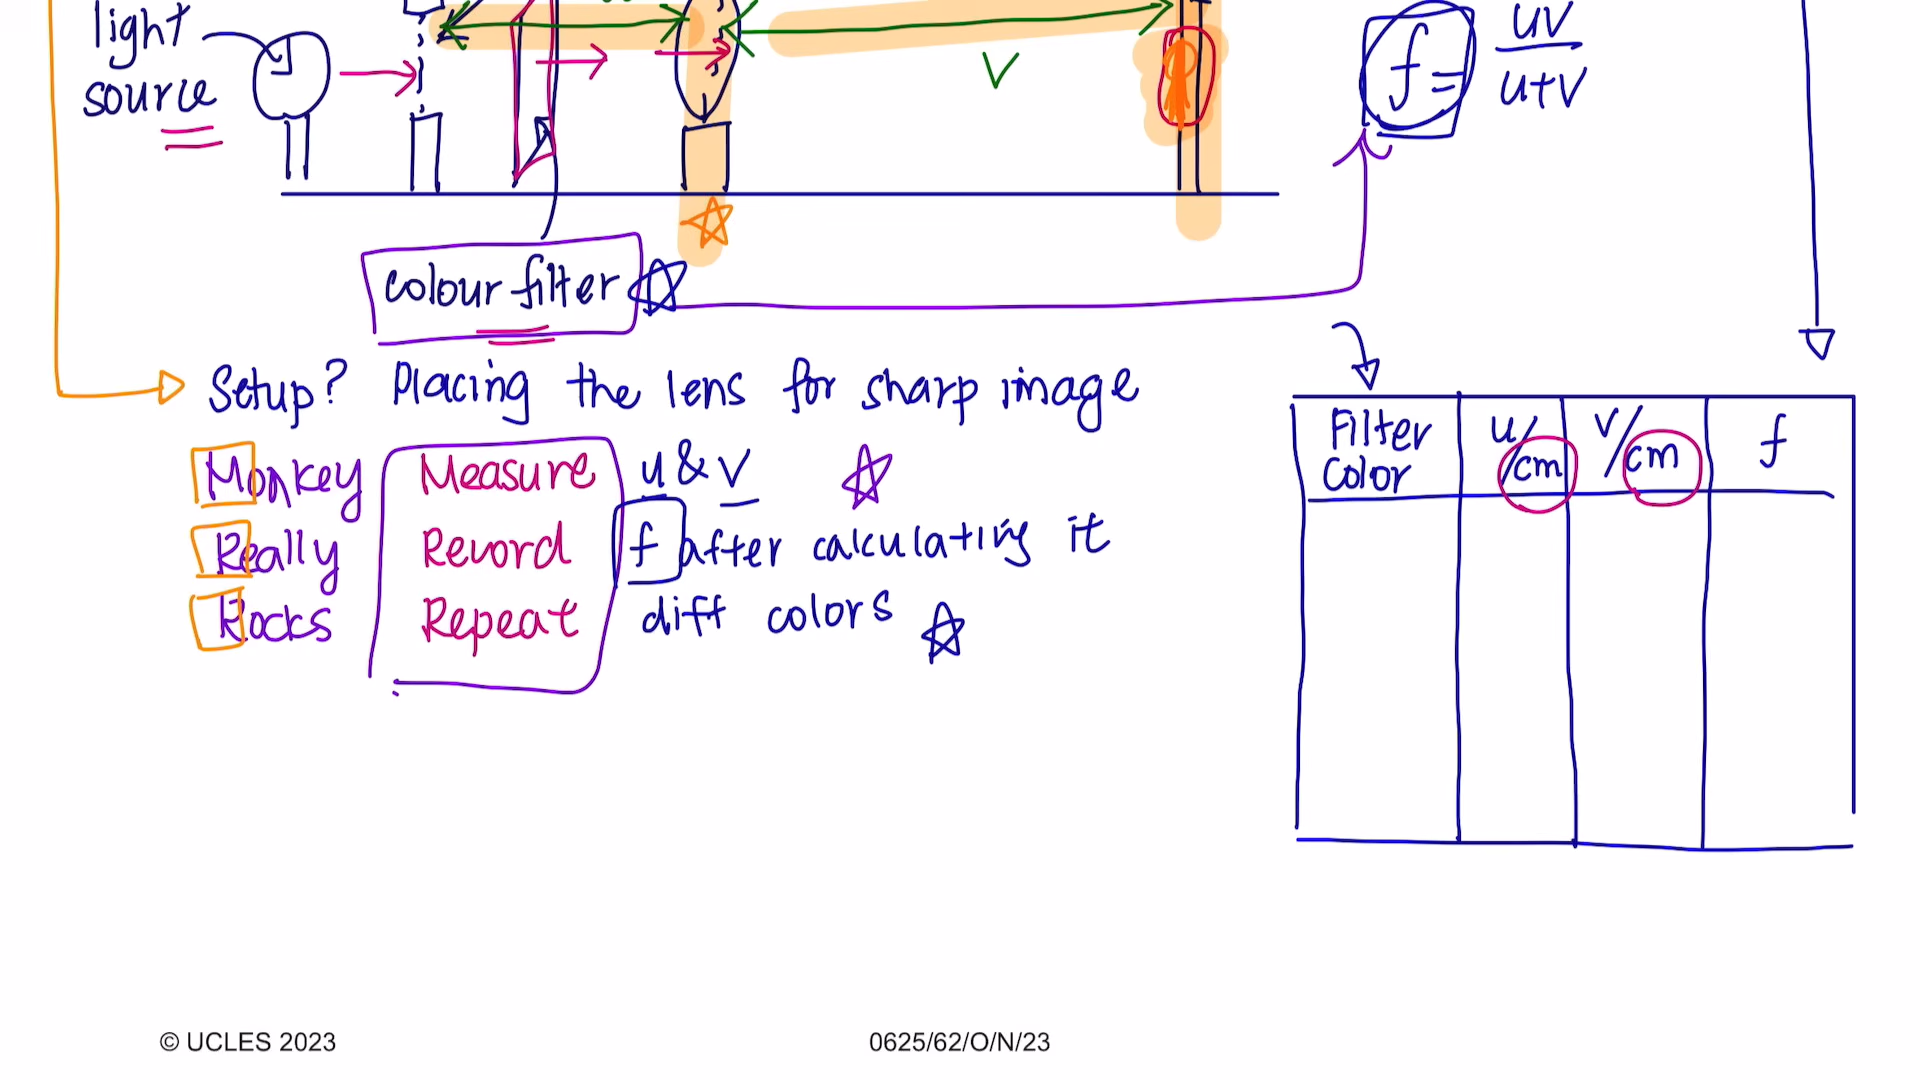 light
source
V
f =
uv
u+v
colour filter
Setup? Placing the lens for sharp image
Monkey Measure u & v
Really Revord f after calculating it
Rocks Repeat diff colors
Filter
Color
u/cm
v/cm
f
© UCLES 2023
0625/62/O/N/23